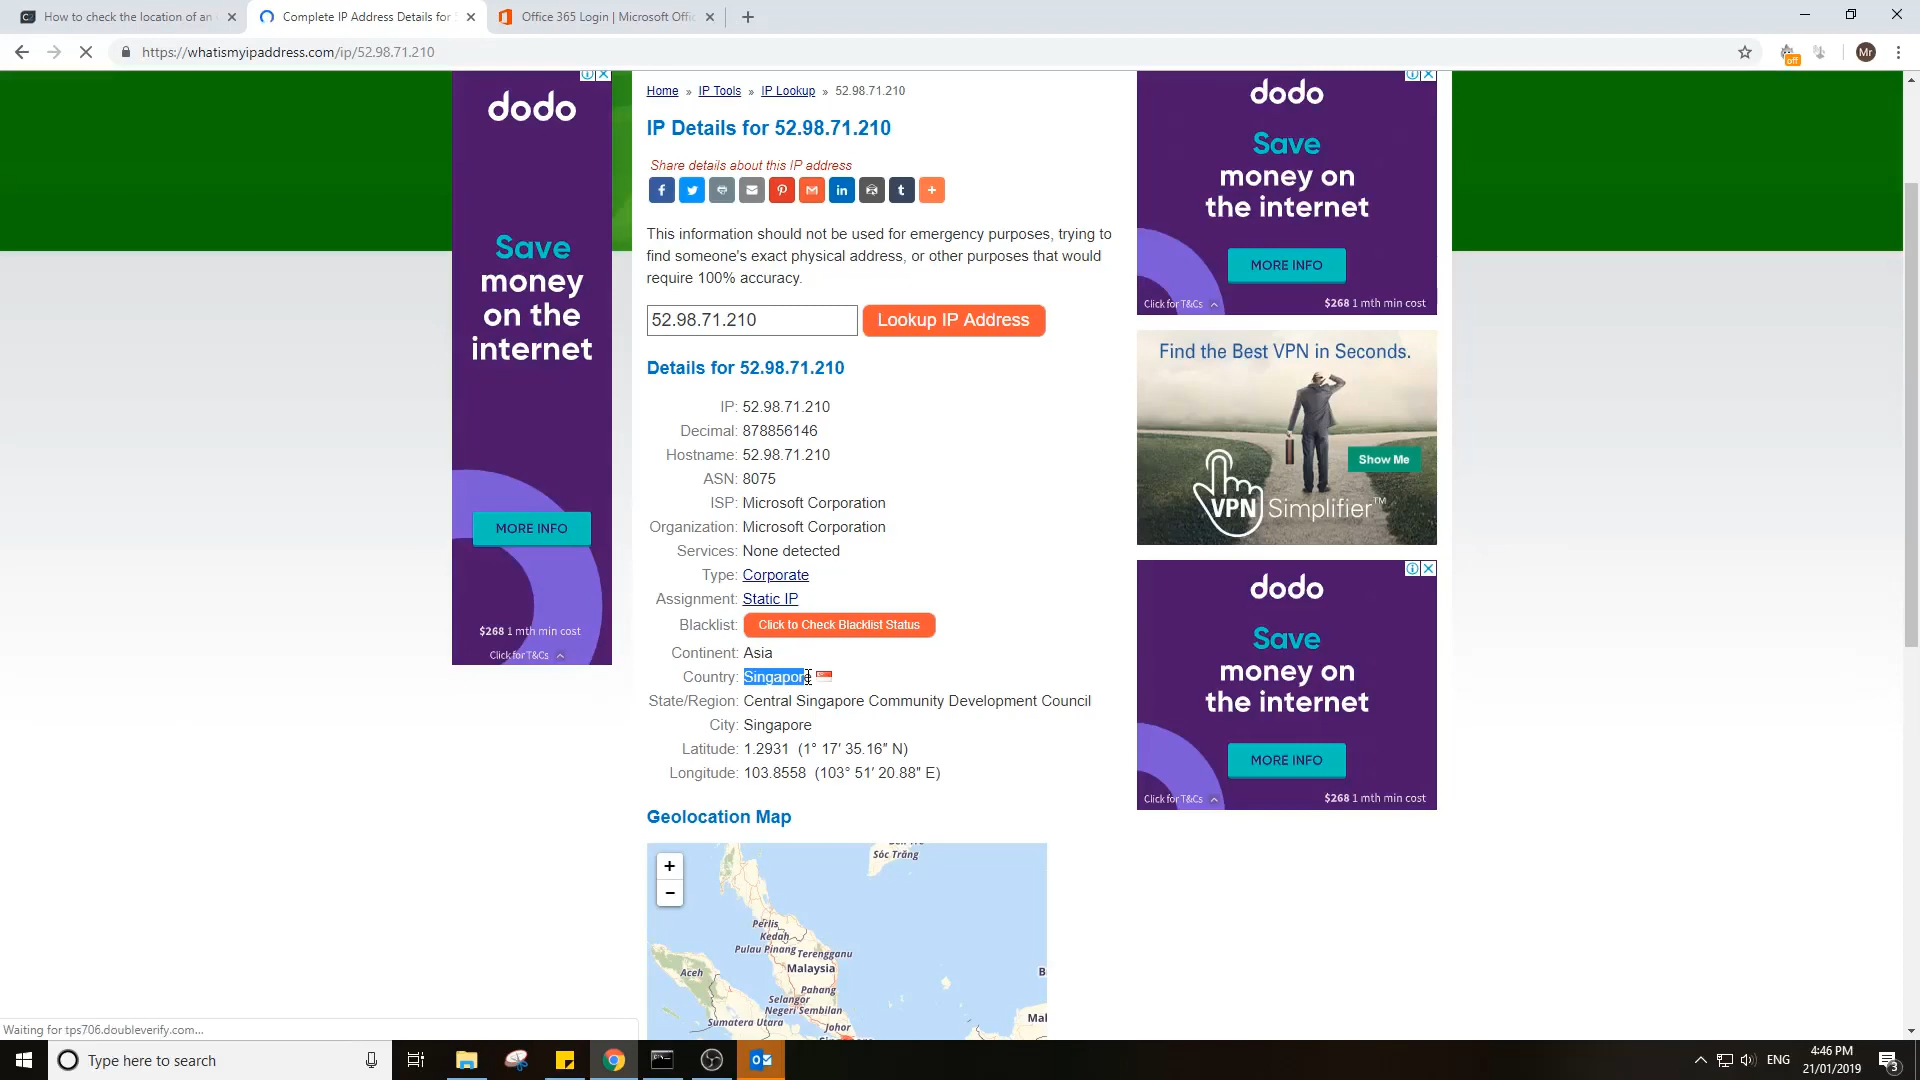 How to check the location of an
Complete IP Address Details for
Office 365 Login | Microsoft Offic
https://whatismyipaddress.com/ip/52.98.71.210
off
Mr
dodo
Save
money
on the
internet
MORE INFO
$268 1 mth min cost
Click for T&Cs
Home » IP Tools » IP Lookup » 52.98.71.210
IP Details for 52.98.71.210
Share details about this IP address
This information should not be used for emergency purposes, trying to
find someone's exact physical address, or other purposes that would
require 100% accuracy.
52.98.71.210
Lookup IP Address
Details for 52.98.71.210
IP: 52.98.71.210
Decimal: 878856146
Hostname: 52.98.71.210
ASN: 8075
ISP: Microsoft Corporation
Organization: Microsoft Corporation
Services: None detected
Type: Corporate
Assignment: Static IP
Blacklist: Click to Check Blacklist Status
Continent: Asia
Country: Singapore
State/Region: Central Singapore Community Development Council
City: Singapore
Latitude: 1.2931 (1° 17′ 35.16″ N)
Longitude: 103.8558 (103° 51′ 20.88″ E)
Geolocation Map
+
−
Sóc Trăng
Perlis
Kedah
Pulau Pinang
Terengganu
Aceh
Malaysia
Pahang
Selangor
Negeri Sembilan
Sumatera Utara
Johor
dodo
Save
money on
the internet
MORE INFO
Click for T&Cs
$268 1 mth min cost
Find the Best VPN in Seconds.
Show Me
VPN Simplifier™
dodo
Save
money on
the internet
MORE INFO
Click for T&Cs
$268 1 mth min cost
Waiting for tps706.doubleverify.com...
Type here to search
ENG
4:46 PM
21/01/2019
3